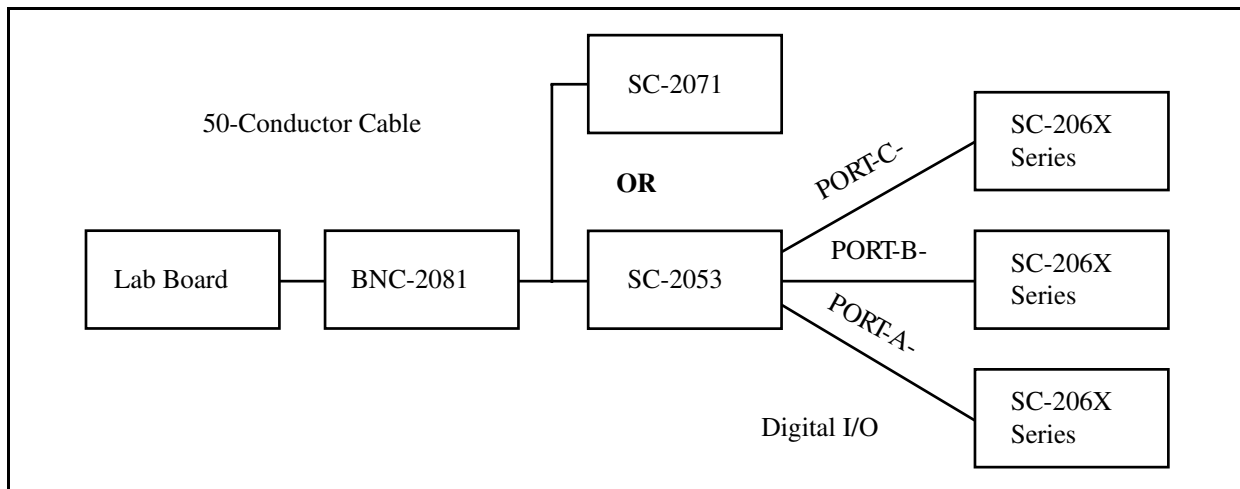 SC-2071
50-Conductor Cable
SC-206X
Series
OR
PORT-C-
Lab Board
BNC-2081
SC-2053
PORT-B-
SC-206X
Series
PORT-A-
SC-206X
Series
Digital I/O